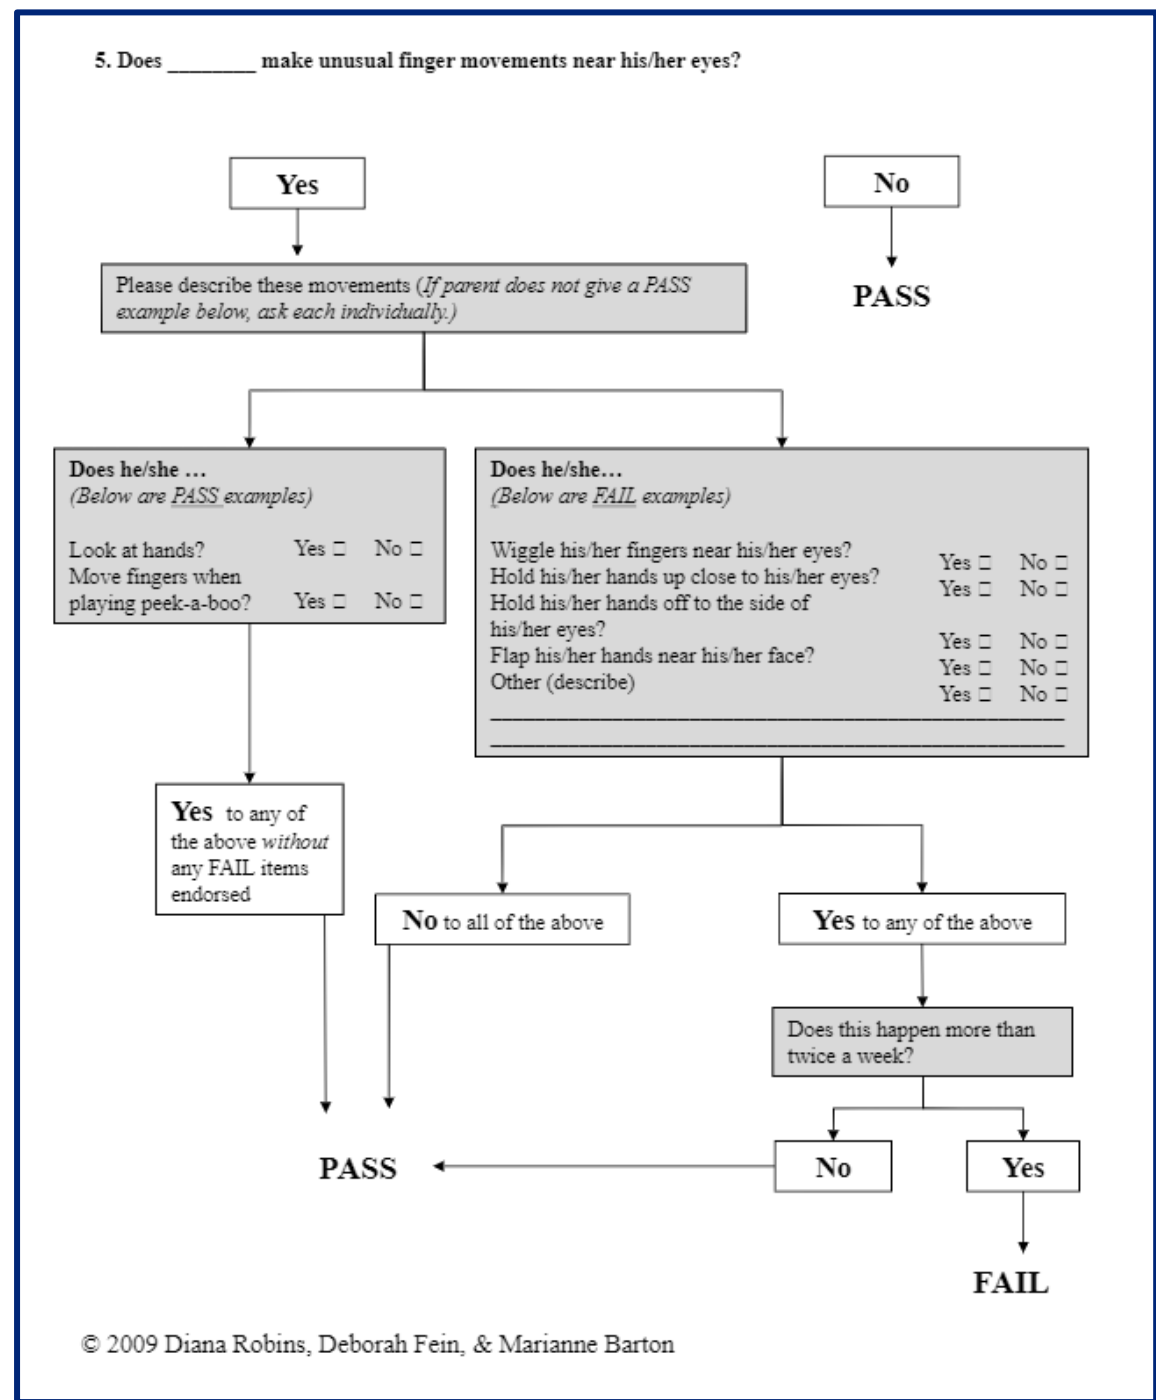 5. Does ________ make unusual finger movements near his/her eyes?
Yes
No
Please describe these movements (If parent does not give a PASS
example below, ask each individually.)
PASS
Does he/she …
(Below are PASS examples)
Look at hands? Yes □ No □
Move fingers when
playing peek-a-boo? Yes □ No □
Does he/she…
(Below are FAIL examples)
Wiggle his/her fingers near his/her eyes? Yes □ No □
Hold his/her hands up close to his/her eyes? Yes □ No □
Hold his/her hands off to the side of
his/her eyes? Yes □ No □
Flap his/her hands near his/her face? Yes □ No □
Other (describe) Yes □ No □
Yes to any of
the above without
any FAIL items
endorsed
No to all of the above
Yes to any of the above
Does this happen more than
twice a week?
PASS
No
Yes
FAIL
© 2009 Diana Robins, Deborah Fein, & Marianne Barton